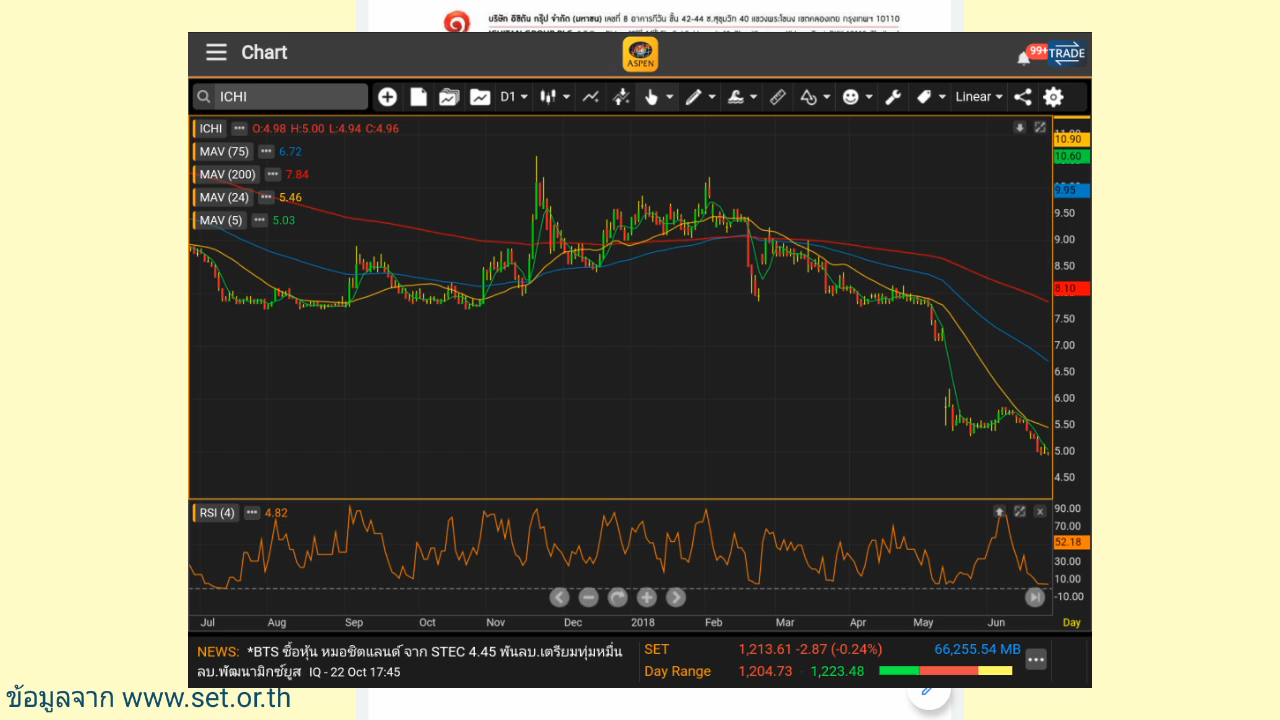 บริษัท อิชิตัน กรุ๊ป จำกัด (มหาชน) เลขที่ 8 อาคารทีวัน ชั้น 42-44 ซ.สุขุมวิท 40 แขวงพระโขนง เขตคลองเตย กรุงเทพฯ 10110
Chart
ASPEN
99+
TRADE
ICHI
D1
Linear
ICHI ••• O:4.98 H:5.00 L:4.94 C:4.96
MAV (75) ••• 6.72
MAV (200) ••• 7.84
MAV (24) ••• 5.46
MAV (5) ••• 5.03
10.90
10.60
9.95
9.50
9.00
8.50
8.10
7.50
7.00
6.50
6.00
5.50
5.00
4.50
RSI (4) ••• 4.82
90.00
70.00
52.18
30.00
10.00
-10.00
Jul Aug Sep Oct Nov Dec 2018 Feb Mar Apr May Jun Day
NEWS: *BTS ซื้อหุ้น หมอชิตแลนด์ จาก STEC 4.45 พันลบ.เตรียมทุ่มหมื่น
ลบ.พัฒนามิกซ์ยูส IQ - 22 Oct 17:45
SET 1,213.61 -2.87 (-0.24%) 66,255.54 MB
Day Range 1,204.73 - 1,223.48
ข้อมูลจาก www.set.or.th